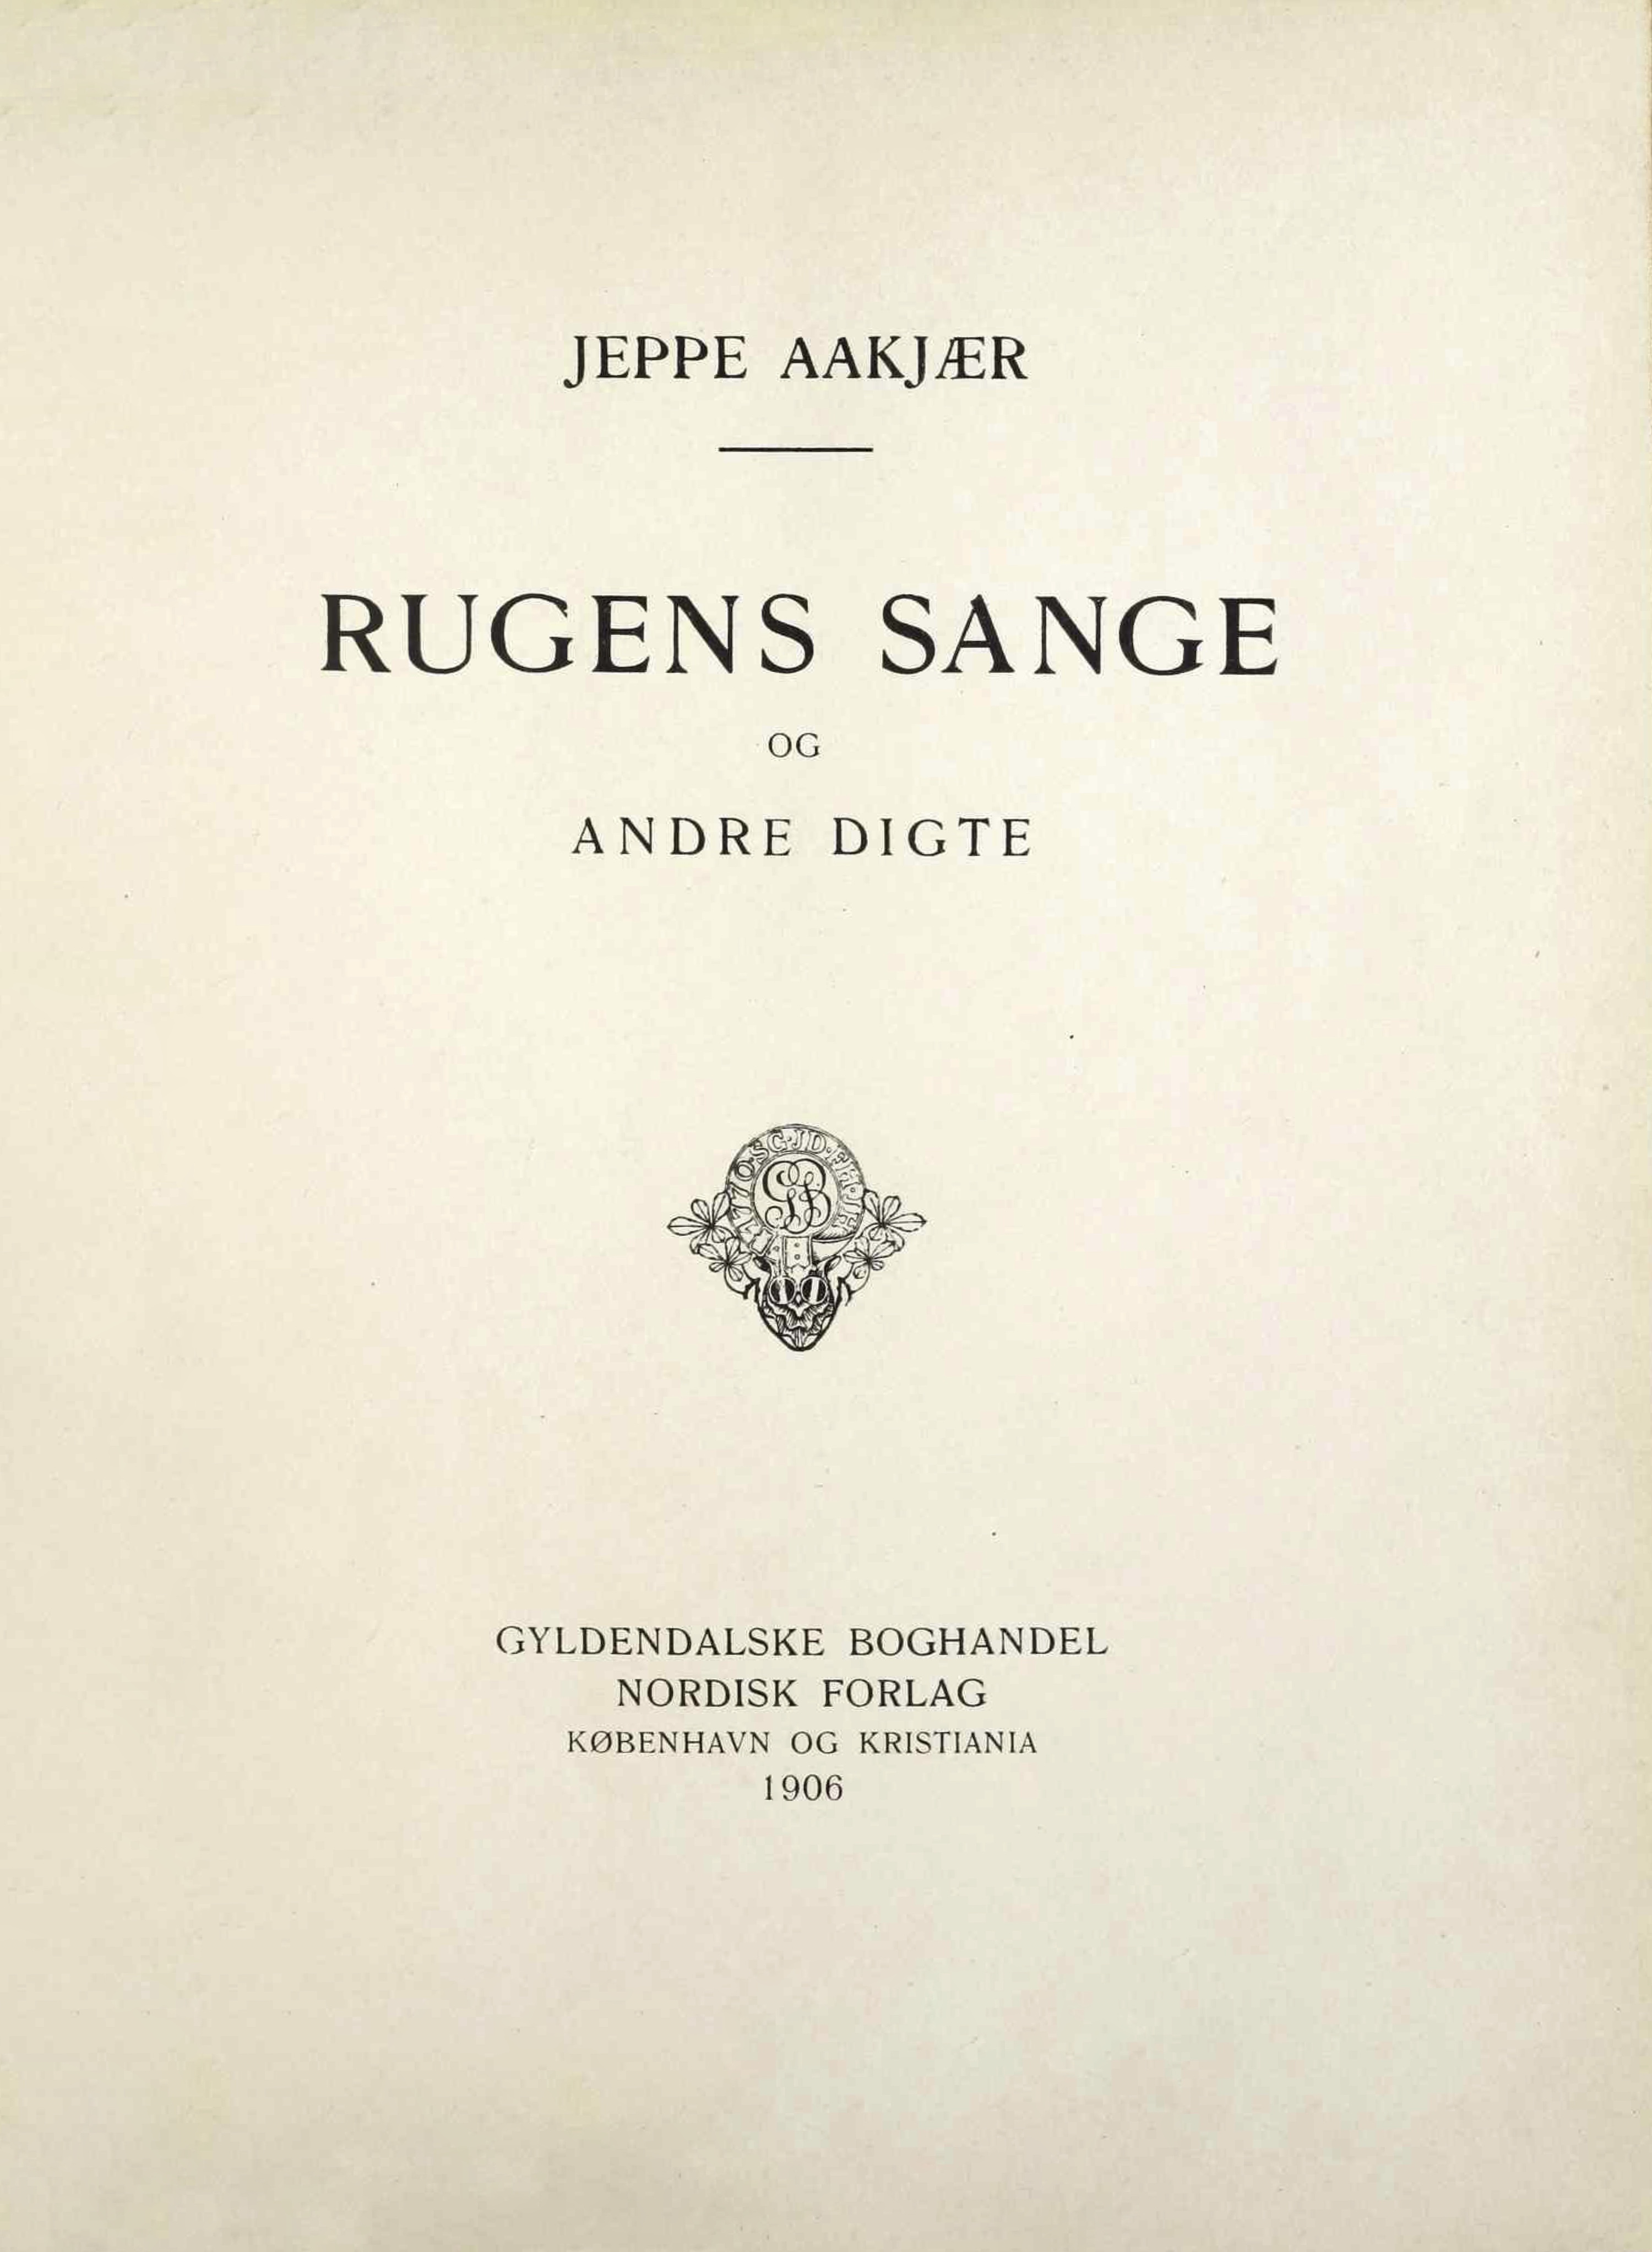 JEPPE AAKJÆR
RUGENS SANGE
OG
ANDRE DIGTE
GYLDENDALSKE BOGHANDEL
NORDISK FORLAG
KØBENHAVN OG KRISTIANIA
1906